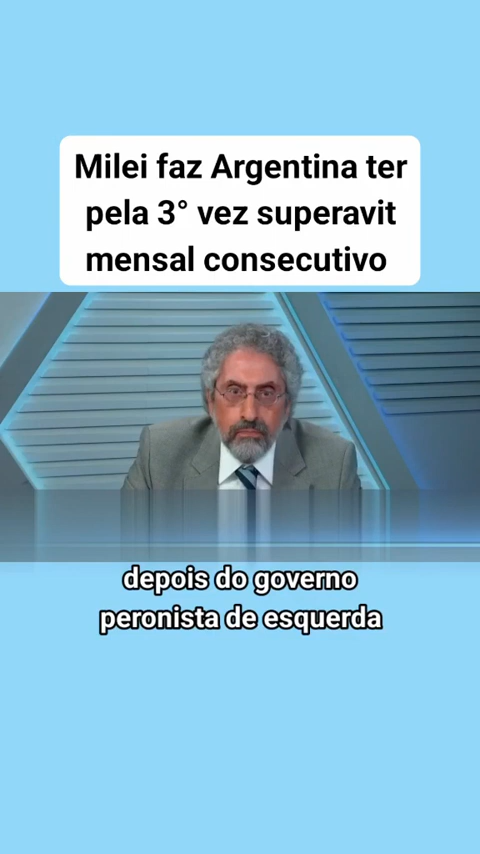 Milei faz Argentina ter
pela 3° vez superavit
mensal consecutivo
depois do governo
peronista de esquerda